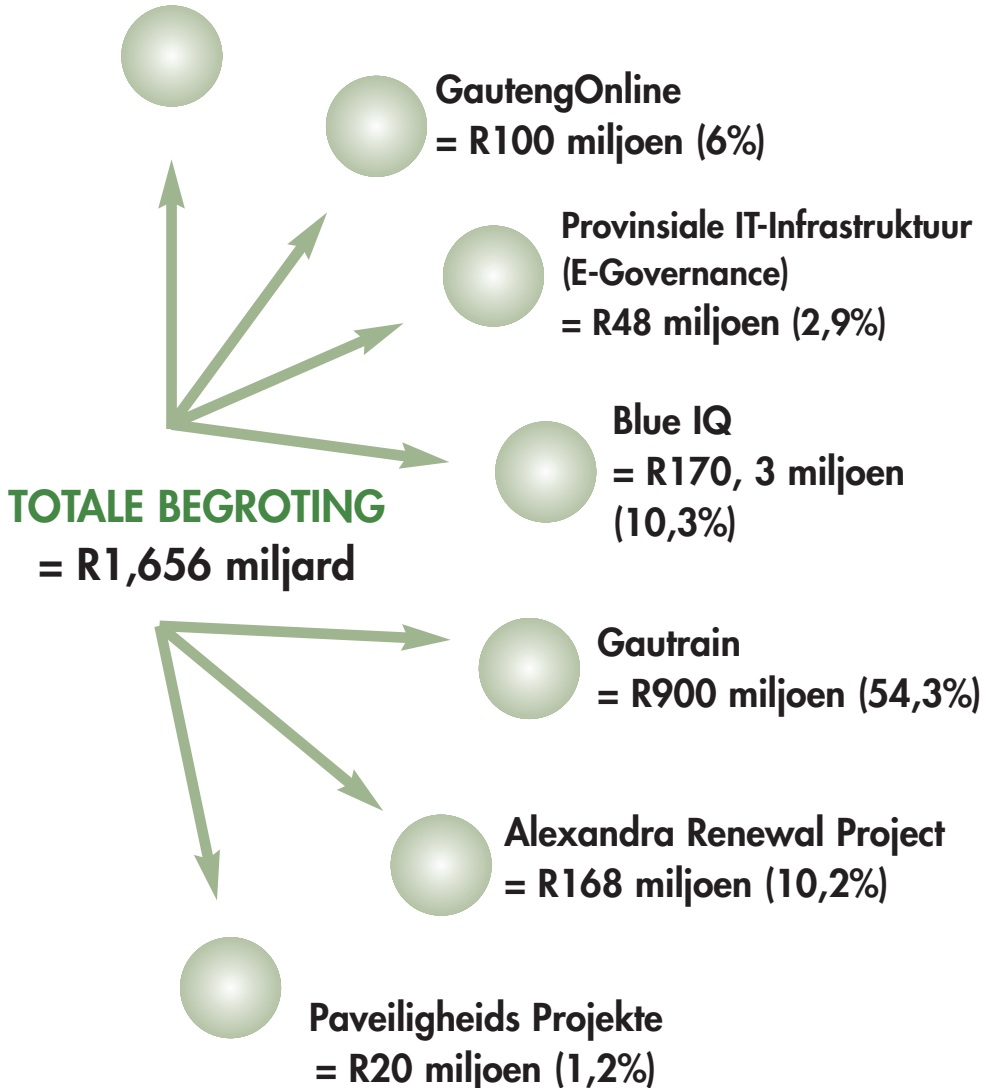 GautengOnline
= R100 miljoen (6%)
Provinsiale IT-Infrastruktuur
(E-Governance)
= R48 miljoen (2,9%)
Blue IQ
= R170, 3 miljoen
(10,3%)
TOTALE BEGROTING
= R1,656 miljard
Gautrain
= R900 miljoen (54,3%)
Alexandra Renewal Project
= R168 miljoen (10,2%)
Paveiligheids Projekte
= R20 miljoen (1,2%)